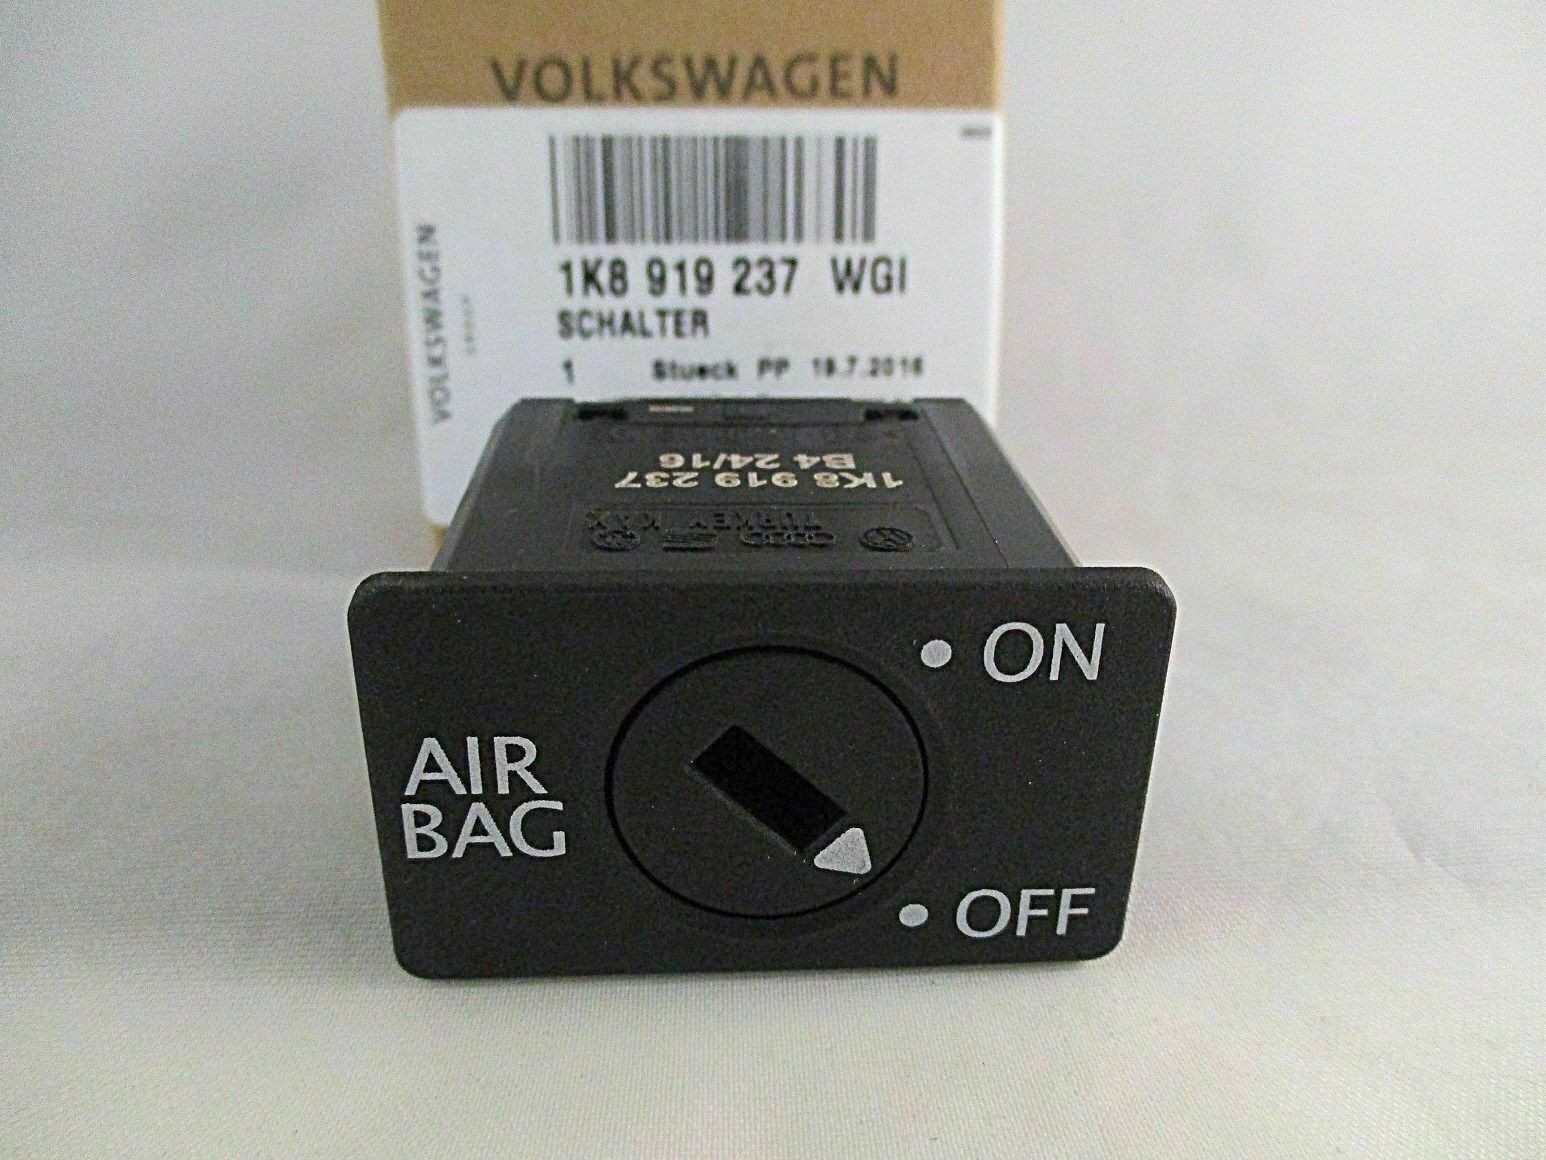 VOLKSWAGEN
VOLKSWAGEN
1K8 919 237 WGI
SCHALTER
1 Stueck PP 18.7.2016
B4 24/16
1K8 919 237
TURKEY
AIR
BAG
• ON
• OFF